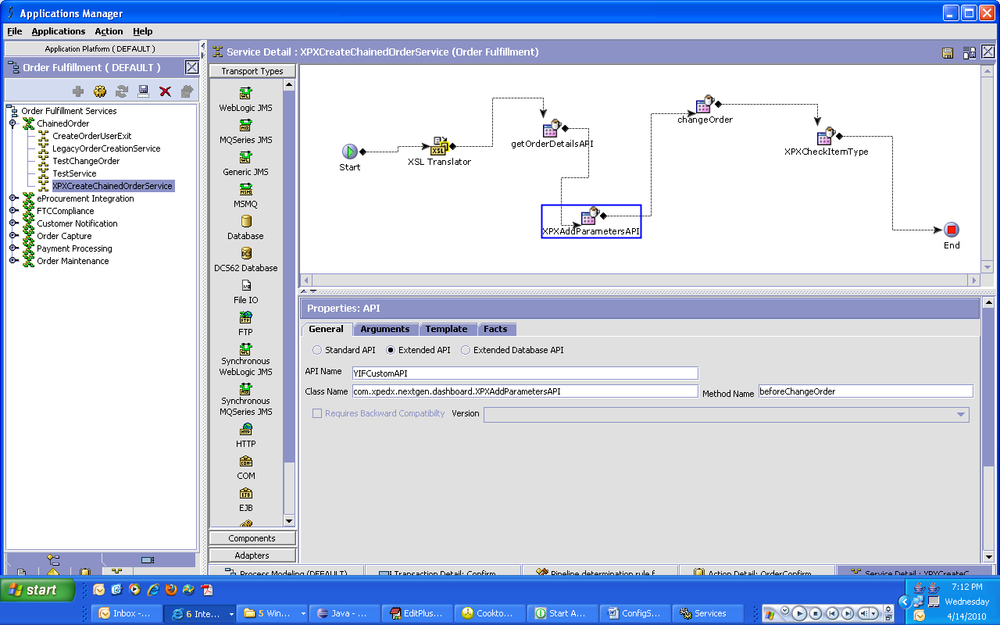 Applications Manager
File Applications Action Help
Application Platform ( DEFAULT )
Order Fulfillment ( DEFAULT )
Order Fulfillment Services
ChainedOrder
CreateOrderUserExit
LegacyOrderCreationService
TestChangeOrder
TestService
XPXCreateChainedOrderService
eProcurement Integration
FTCCompliance
Customer Notification
Order Capture
Payment Processing
Order Maintenance
Service Detail : XPXCreateChainedOrderService (Order Fulfillment)
Transport Types
WebLogic JMS
MQSeries JMS
Generic JMS
MSMQ
Database
DCS62 Database
File IO
FTP
Synchronous
WebLogic JMS
Synchronous
MQSeries JMS
HTTP
COM
EJB
Components
Adapters
Start
XSL Translator
getOrderDetailsAPI
XPXAddParametersAPI
changeOrder
XPXCheckItemType
End
Properties: API
General Arguments Template Facts
Standard API Extended API Extended Database API
API Name YIFCustomAPI
Class Name com.xpedx.nextgen.dashboard.XPXAddParametersAPI Method Name beforeChangeOrder
Requires Backward Compatibilty Version
Process Modeling (DEFAULT) Transaction Detail: Confirm Pipeline determination rule f Action Detail: OrderConfirm Service Detail : XPXCreateC
start
Inbox -... 6 Inte... 5 Win... Java - ... EditPlus... Cookto... Start A... ConfigS... Services
7:12 PM
Wednesday
4/14/2010